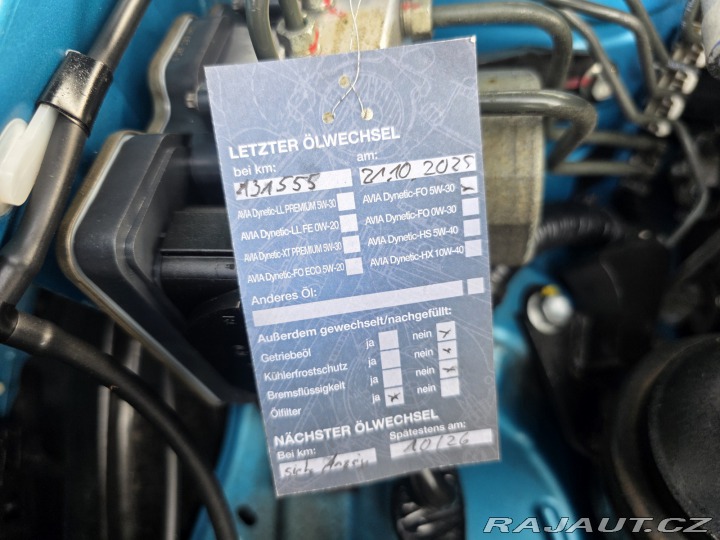 LETZTER ÖLWECHSEL
bei km: am:
131555 21.10.2025
AVIA Dynetic-LL PREMIUM 5W-30 AVIA Dynetic-FO 5W-30
AVIA Dynetic-LL FE 0W-20 AVIA Dynetic-FO 0W-30
AVIA Dynetic-XT PREMIUM 5W-30 AVIA Dynetic-HS 5W-40
AVIA Dynetic-FO ECO 5W-20 AVIA Dynetic-HX 10W-40
Anderes Öl:
Außerdem gewechselt/nachgefüllt:
Getriebeöl ja nein
Kühlerfrostschutz ja nein
Bremsflüssigkeit ja nein
Ölfilter ja
NÄCHSTER ÖLWECHSEL
Bei km: Spätestens am:
10/26
RAJAUT.CZ